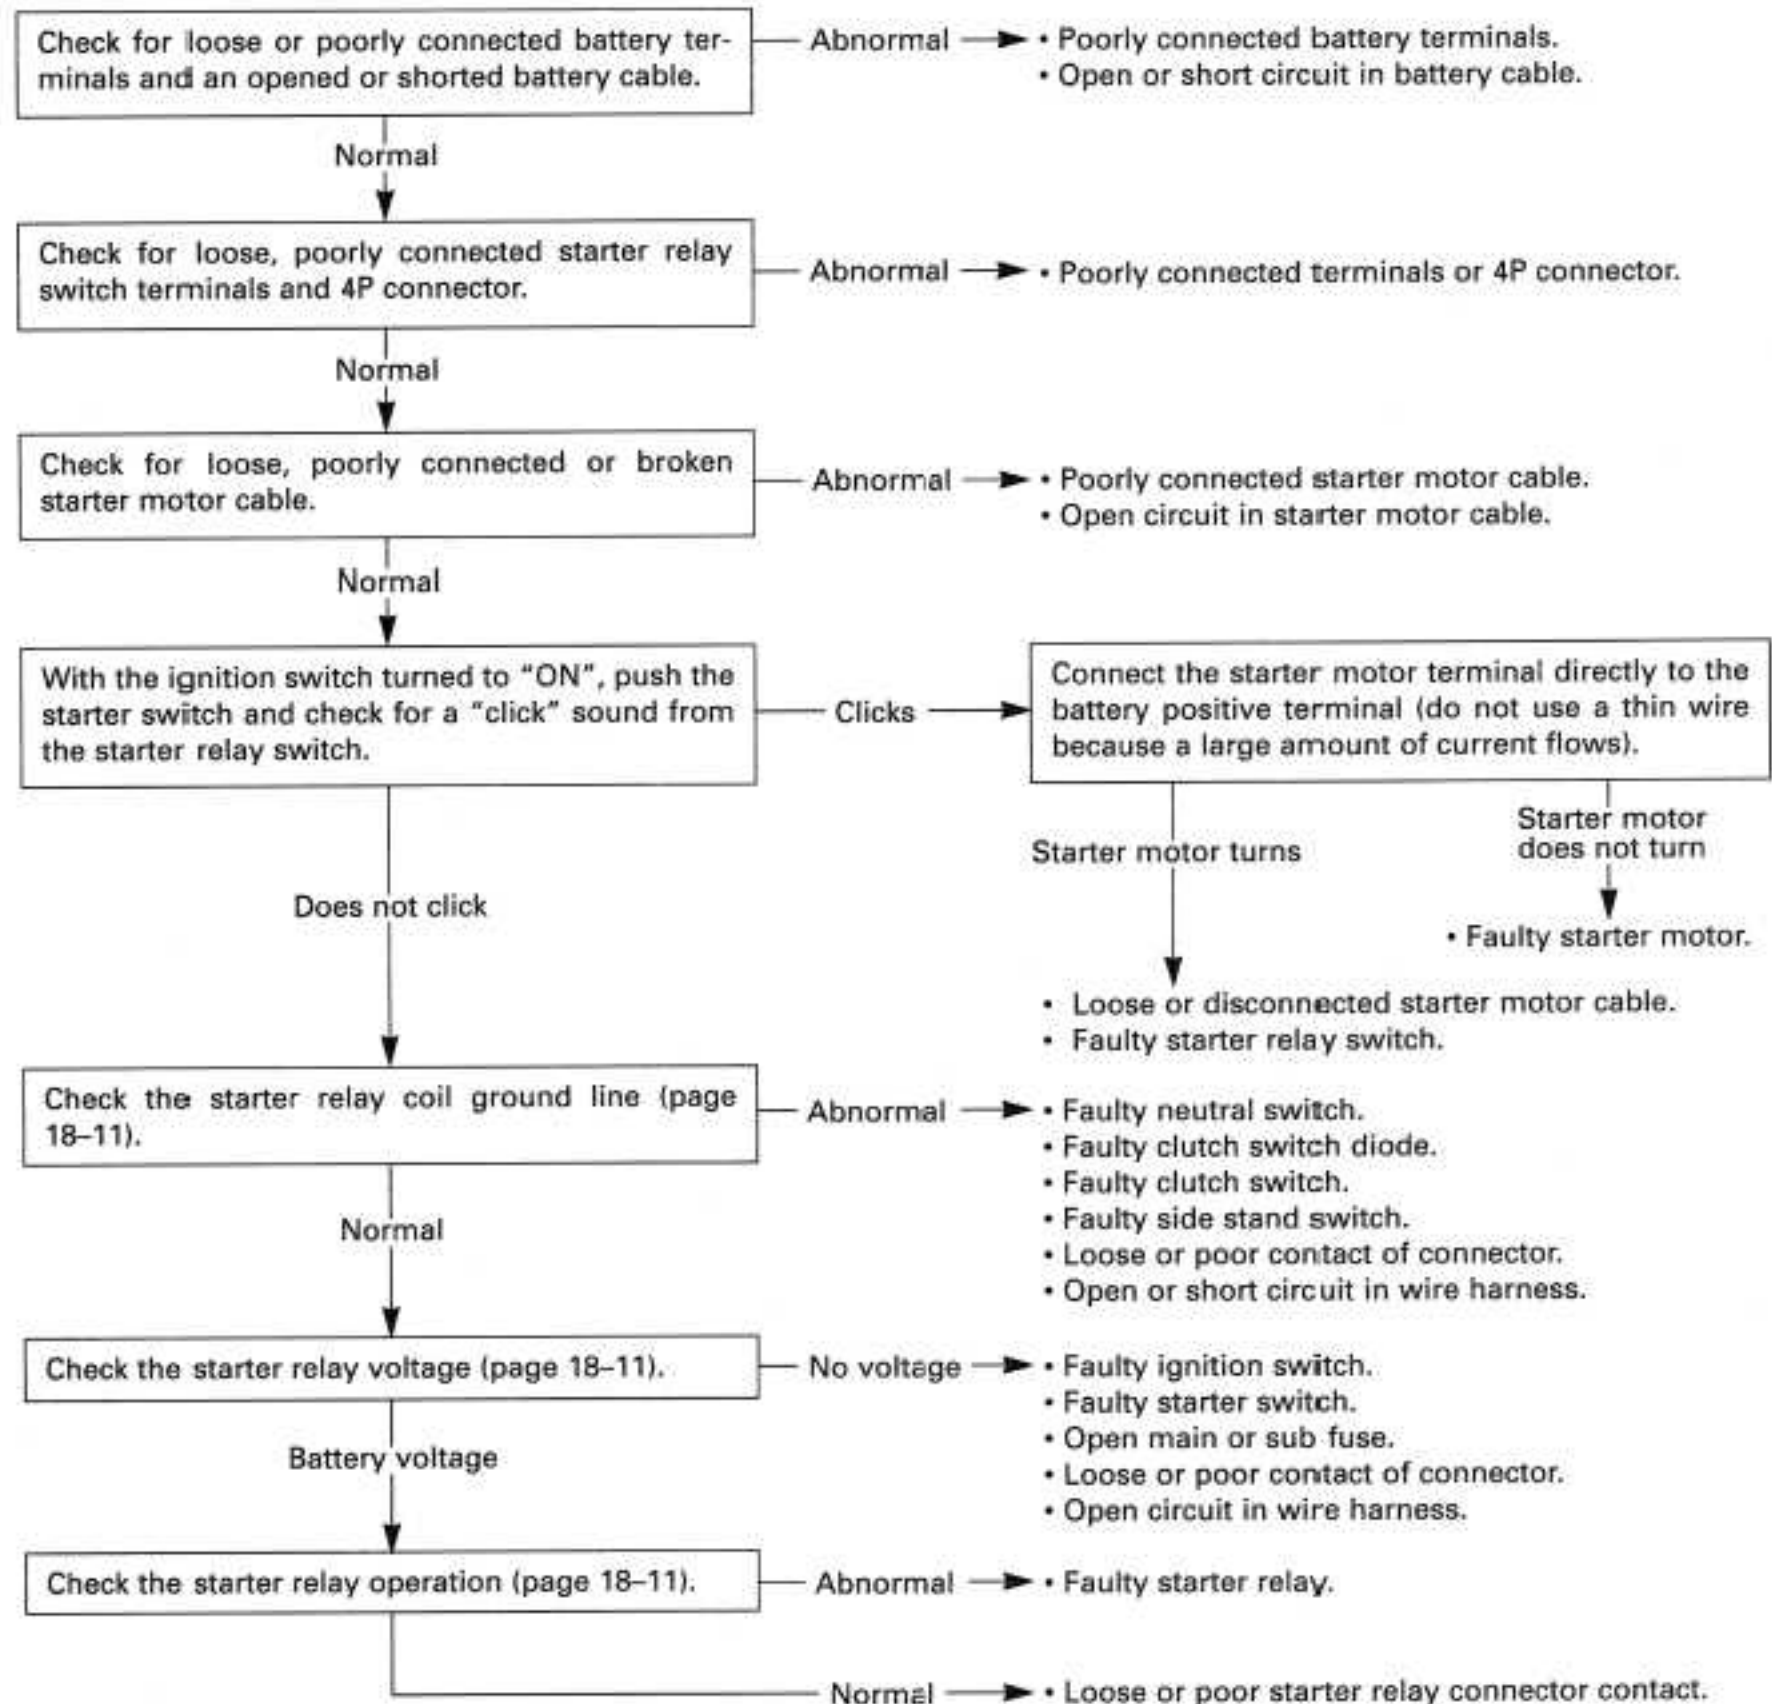 Check for loose or poorly connected battery ter-
minals and an opened or shorted battery cable.
Abnormal
• Poorly connected battery terminals.
• Open or short circuit in battery cable.
Normal
Check for loose, poorly connected starter relay
switch terminals and 4P connector.
Abnormal
• Poorly connected terminals or 4P connector.
Normal
Check for loose, poorly connected or broken
starter motor cable.
Abnormal
• Poorly connected starter motor cable.
• Open circuit in starter motor cable.
Normal
With the ignition switch turned to “ON”, push the
starter switch and check for a “click” sound from
the starter relay switch.
Clicks
Connect the starter motor terminal directly to the
battery positive terminal (do not use a thin wire
because a large amount of current flows).
Starter motor turns
Starter motor
does not turn
• Faulty starter motor.
• Loose or disconnected starter motor cable.
• Faulty starter relay switch.
Does not click
Check the starter relay coil ground line (page
18–11).
Abnormal
• Faulty neutral switch.
• Faulty clutch switch diode.
• Faulty clutch switch.
• Faulty side stand switch.
• Loose or poor contact of connector.
• Open or short circuit in wire harness.
Normal
Check the starter relay voltage (page 18–11).
No voltage
• Faulty ignition switch.
• Faulty starter switch.
• Open main or sub fuse.
• Loose or poor contact of connector.
• Open circuit in wire harness.
Battery voltage
Check the starter relay operation (page 18–11).
Abnormal
• Faulty starter relay.
Normal
• Loose or poor starter relay connector contact.